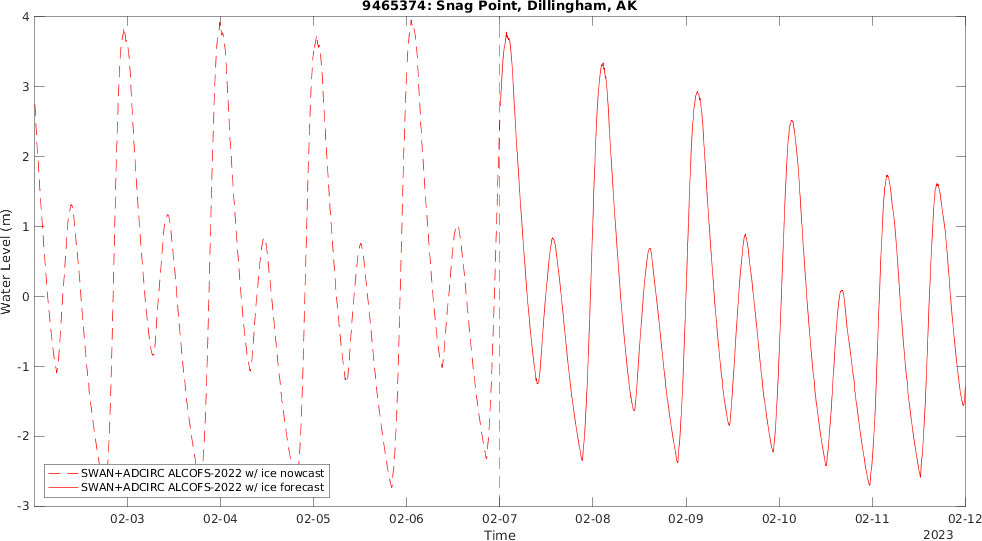 9465374: Snag Point, Dillingham, AK
4
3
2
1
0
-1
-2
-3
Water Level (m)
SWAN+ADCIRC ALCOFS-2022 w/ ice nowcast
SWAN+ADCIRC ALCOFS-2022 w/ ice forecast
02-03 02-04 02-05 02-06 02-07 02-08 02-09 02-10 02-11 02-12
Time
2023